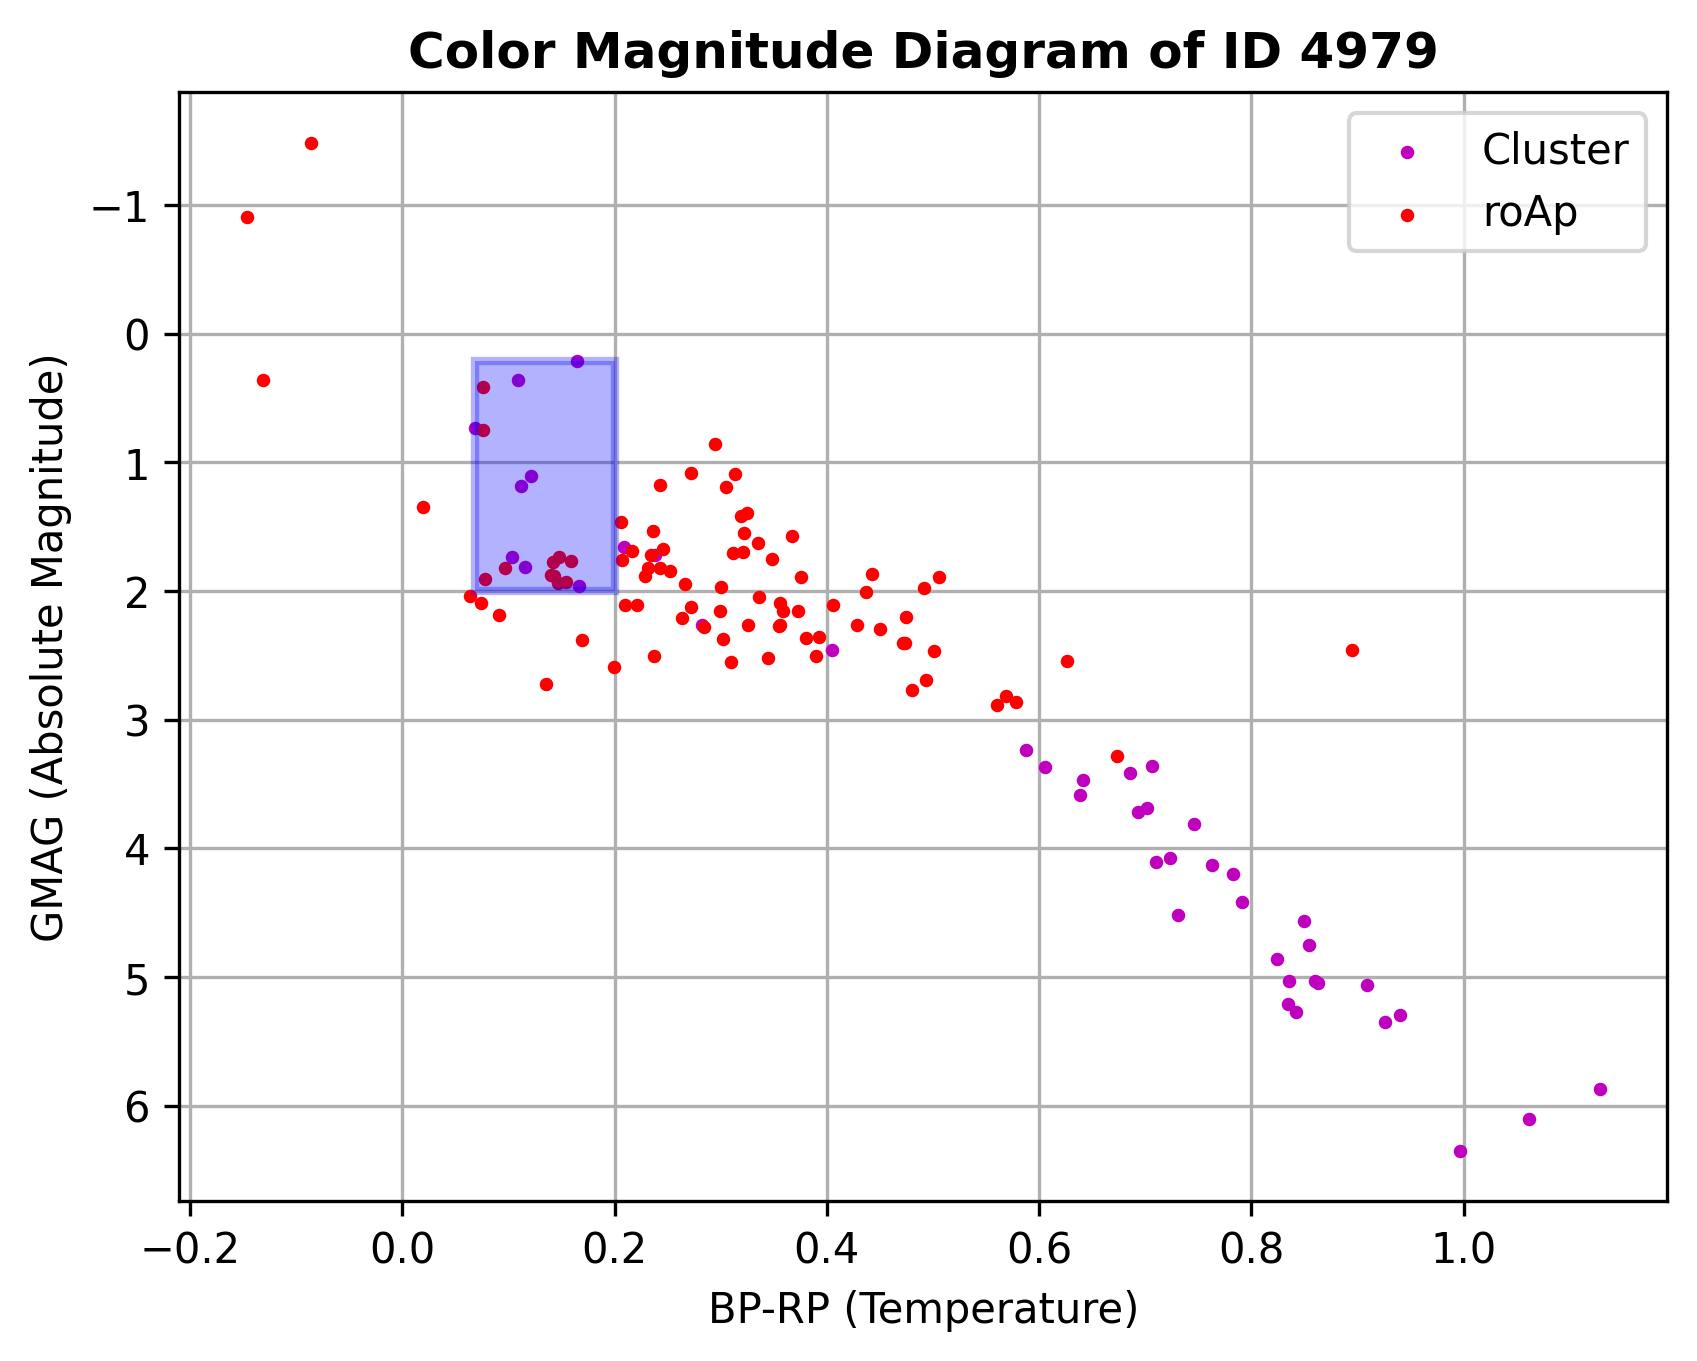 Color Magnitude Diagram of ID 4979
Cluster
roAp
GMAG (Absolute Magnitude)
−1
0
1
2
3
4
5
6
−0.2 0.0 0.2 0.4 0.6 0.8 1.0
BP-RP (Temperature)